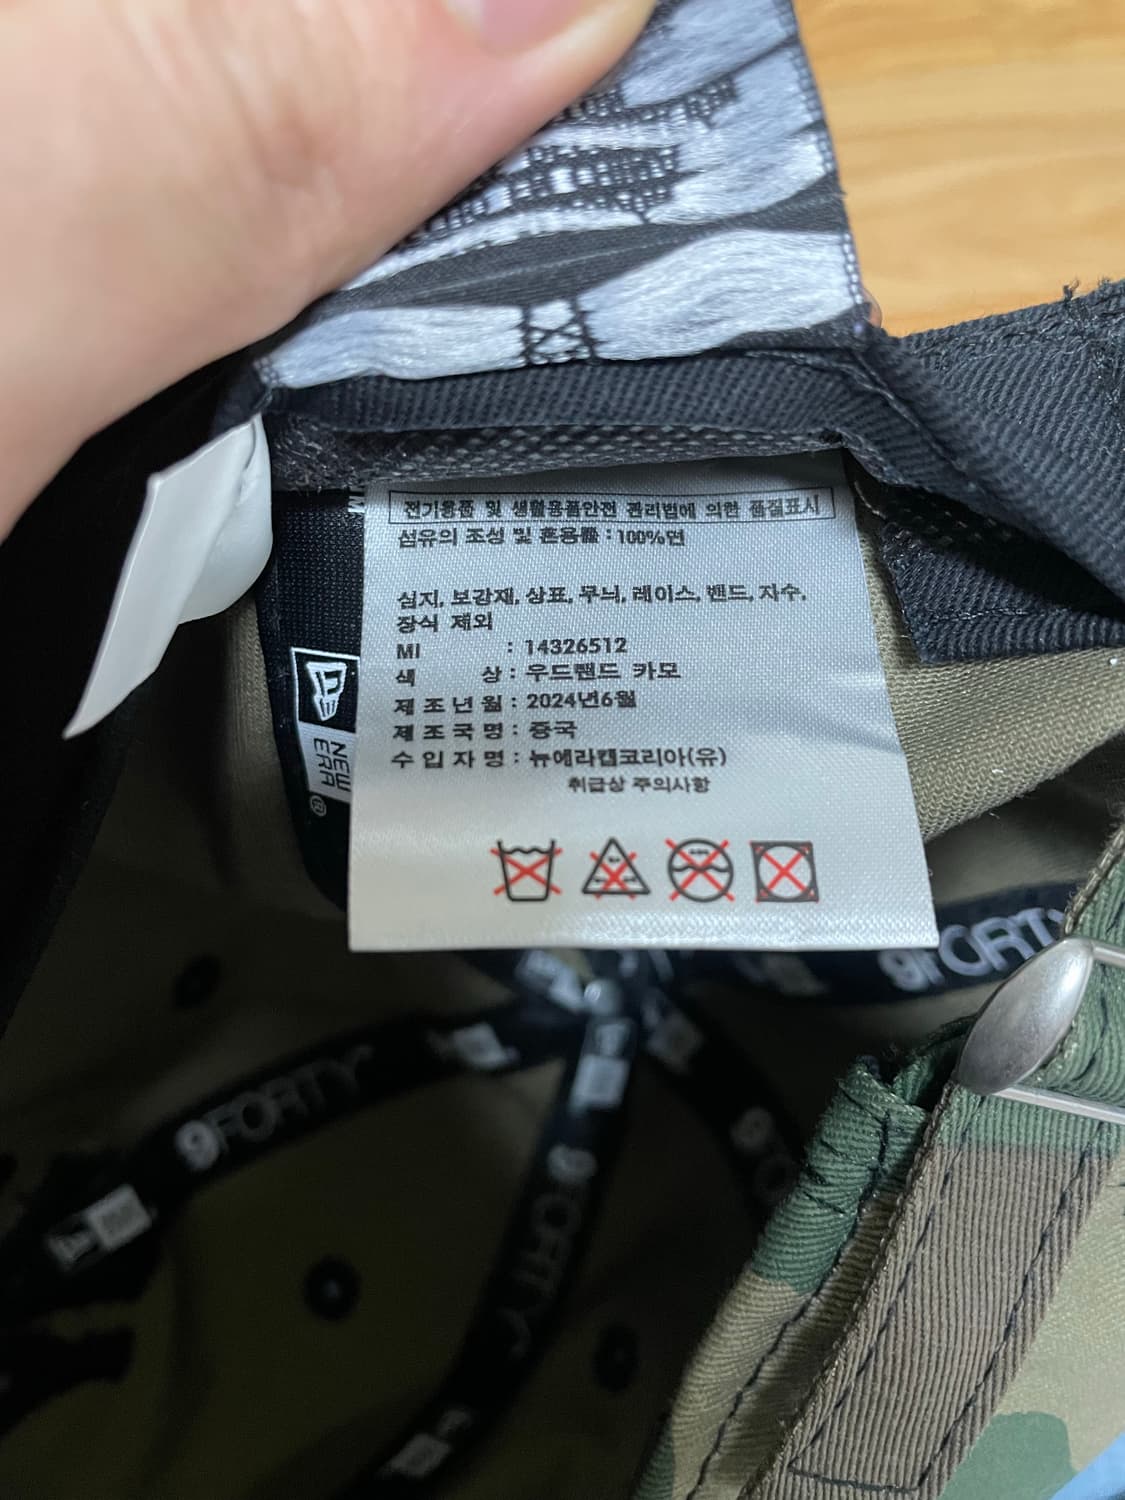 전기용품 및 생활용품안전 관리법에 의한 품질표시
섬유의 조성 및 혼용률 : 100%면
심지, 보강재, 상표, 무늬, 레이스, 밴드, 자수,
장식 제외
MI : 14326512
색 상 : 우드랜드 카모
제조년월 : 2024년6월
제조국명 : 중국
수입자명 : 뉴에라캡코리아(유)
취급상 주의사항
NEW
ERA®
9FORTY
9FORTY
9FORTY